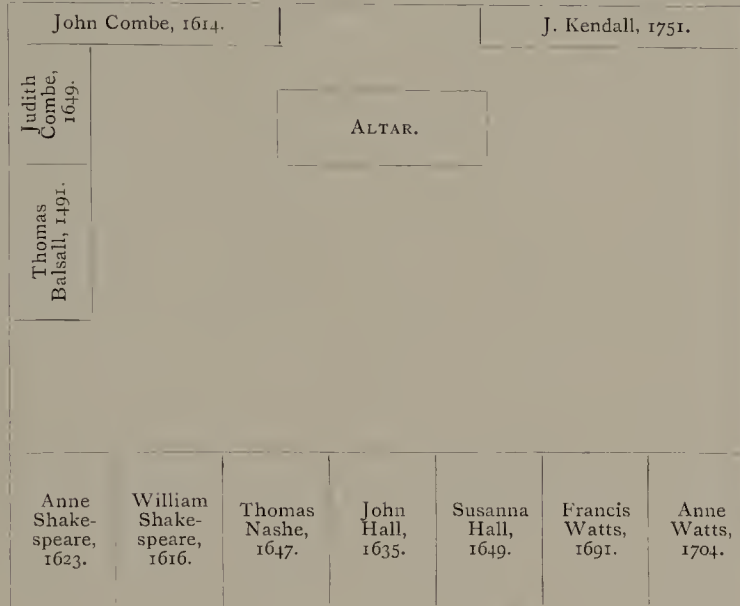 John Combe, 1614.
J. Kendall, 1751.
Judith
Combe,
1649.
ALTAR.
Thomas
Balsall, 1491.
Anne
Shake-
speare,
1623.
William
Shake-
speare,
1616.
Thomas
Nashe,
1647.
John
Hall,
1635.
Susanna
Hall,
1649.
Francis
Watts,
1691.
Anne
Watts,
1704.